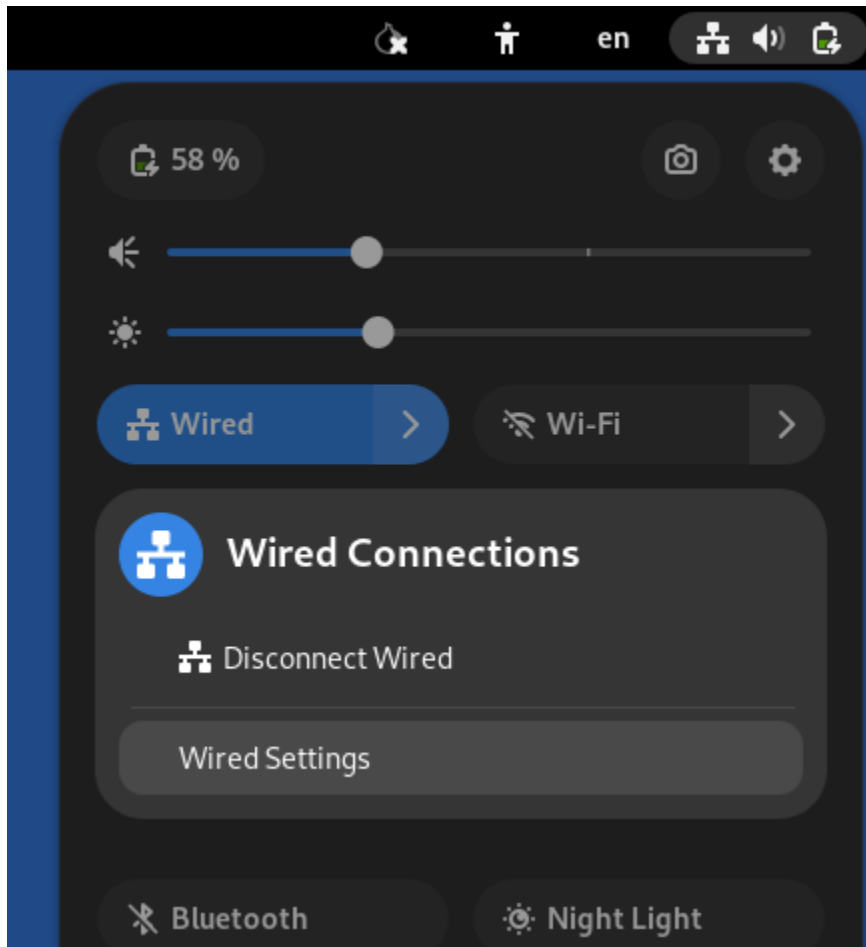 en
58 %
Wired
Wi-Fi
Wired Connections
Disconnect Wired
Wired Settings
Bluetooth
Night Light